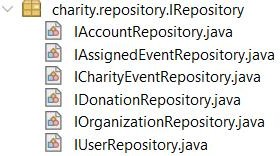 charity.repository.IRepository
IAccountRepository.java
IAssignedEventRepository.java
ICharityEventRepository.java
IDonationRepository.java
IOrganizationRepository.java
IUserRepository.java